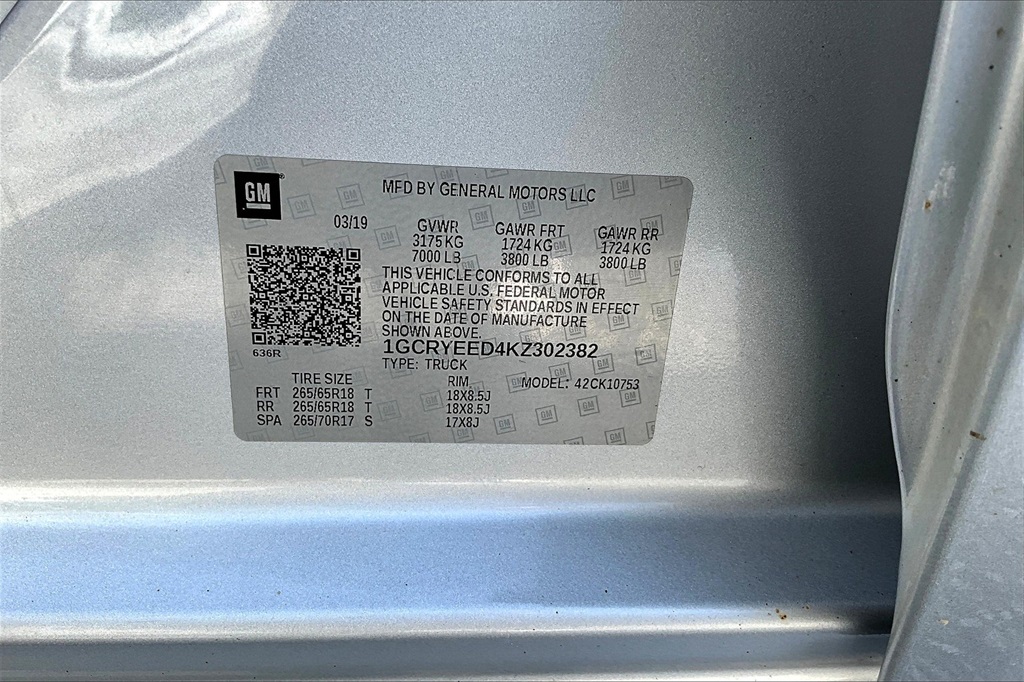 GM
MFD BY GENERAL MOTORS LLC
03/19
GVWR GAWR FRT GAWR RR
3175 KG 1724 KG 1724 KG
7000 LB 3800 LB 3800 LB
THIS VEHICLE CONFORMS TO ALL
APPLICABLE U.S. FEDERAL MOTOR
VEHICLE SAFETY STANDARDS IN EFFECT
ON THE DATE OF MANUFACTURE
SHOWN ABOVE.
636R
1GCRYEED4KZ302382
TYPE: TRUCK
TIRE SIZE RIM MODEL: 42CK10753
FRT 265/65R18 T 18X8.5J
RR 265/65R18 T 18X8.5J
SPA 265/70R17 S 17X8J